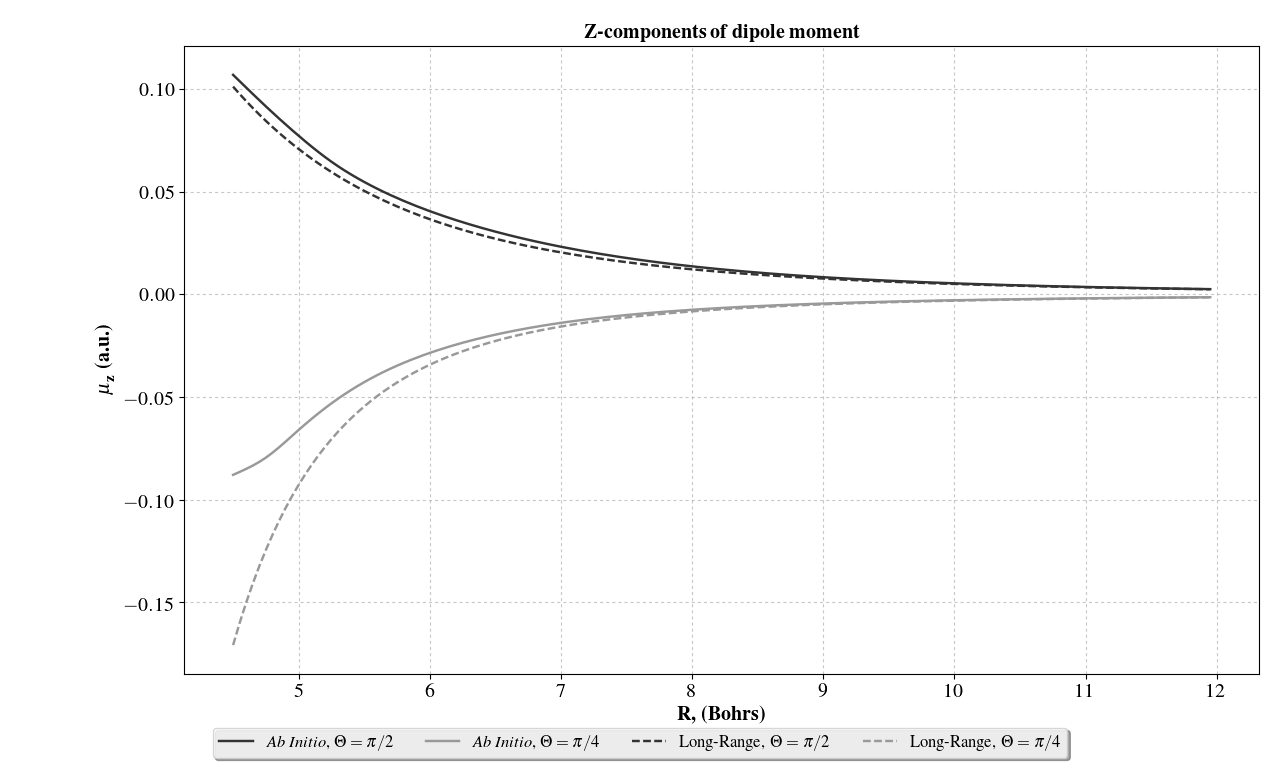 Z-components of dipole moment
0.10
0.05
0.00
−0.05
−0.10
−0.15
μz (a.u.)
5 6 7 8 9 10 11 12
R, (Bohrs)
Ab Initio, Θ = π/2 Ab Initio, Θ = π/4 Long-Range, Θ = π/2 Long-Range, Θ = π/4